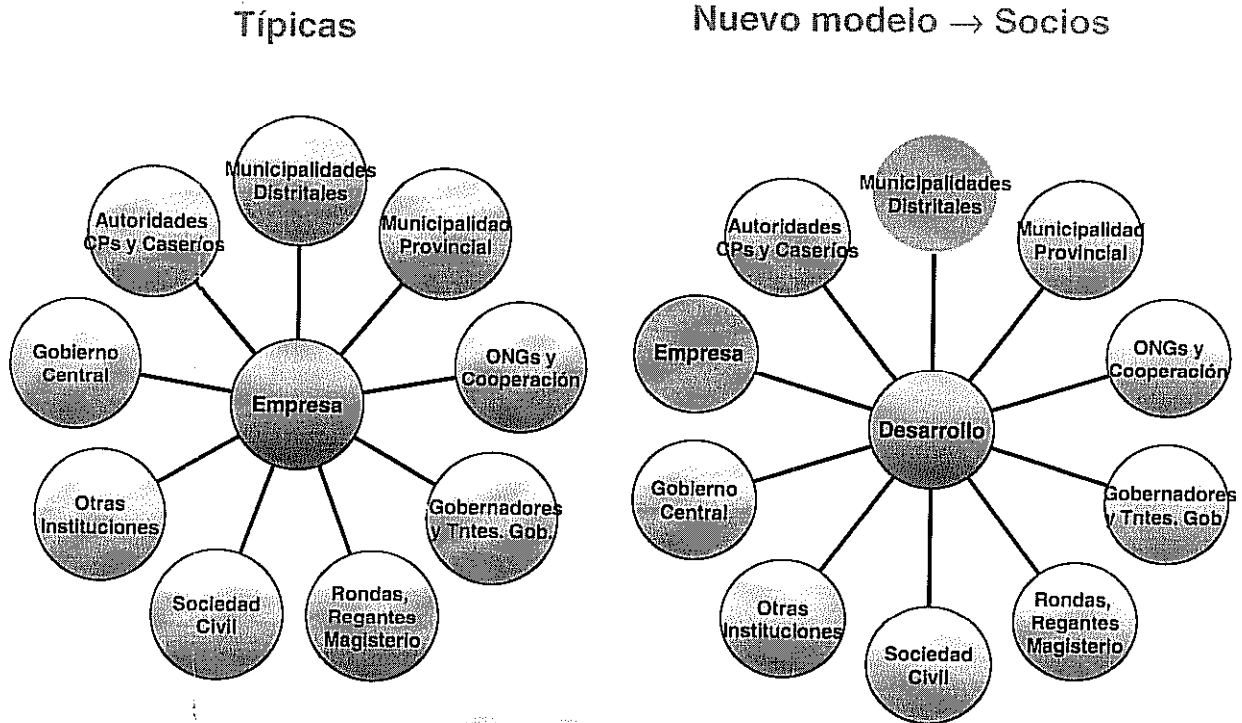 Típicas
Municipalidades
Distritales
Municipalidad
Provincial
ONGs y
Cooperación
Gobernadores
y Tntes. Gob.
Rondas,
Regantes
Magisterio
Sociedad
Civil
Otras
Instituciones
Gobierno
Central
Autoridades
CPs y Caseríos
Empresa
Nuevo modelo → Socios
Municipalidades
Distritales
Municipalidad
Provincial
ONGs y
Cooperación
Gobernadores
y Tntes. Gob
Rondas,
Regantes
Magisterio
Sociedad
Civil
Otras
Instituciones
Gobierno
Central
Empresa
Autoridades
CPs y Caseríos
Desarrollo